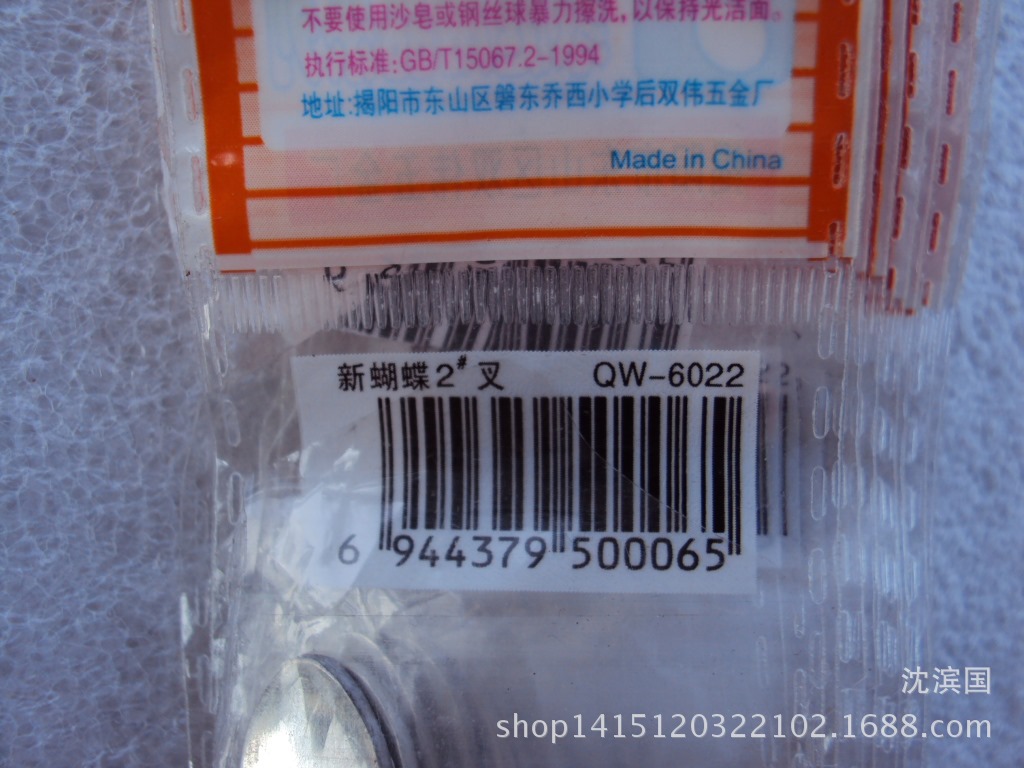 不要使用沙皂或钢丝球暴力擦洗,以保持光洁面。
执行标准:GB/T15067.2-1994
地址:揭阳市东山区磐东乔西小学后双伟五金厂
Made in China
新蝴蝶2#叉 QW-6022
6 944379 500065
沈滨国
shop1415120322102.1688.com